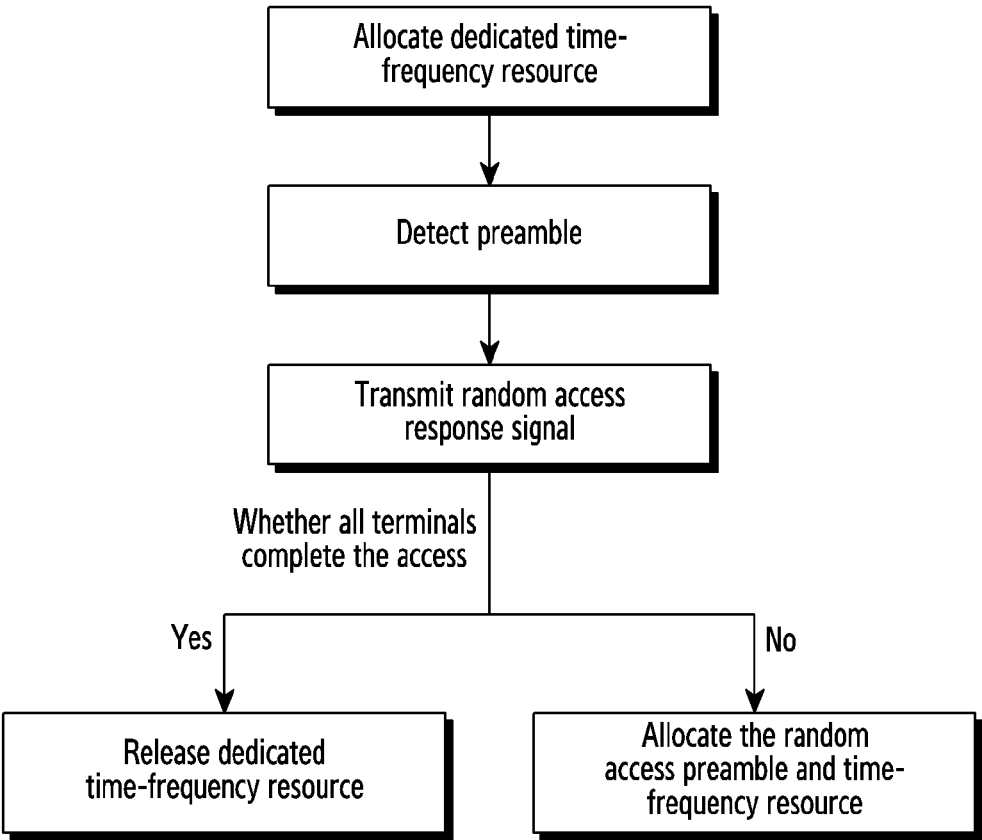 Allocate dedicated time-
frequency resource
Detect preamble
Transmit random access
response signal
Whether all terminals
complete the access
Yes
No
Release dedicated
time-frequency resource
Allocate the random
access preamble and time-
frequency resource